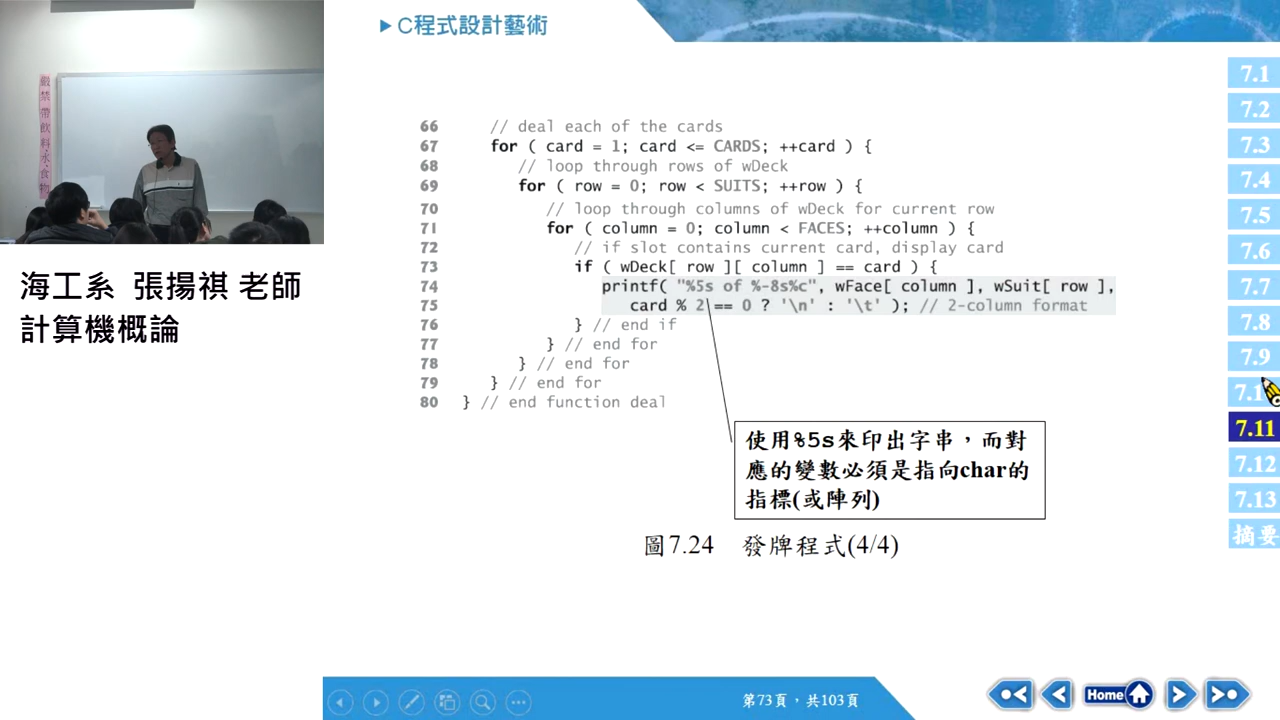 C程式設計藝術
嚴禁帶飲料水食物
海工系 張揚祺 老師
計算機概論
66 // deal each of the cards
67 for ( card = 1; card <= CARDS; ++card ) {
68 // loop through rows of wDeck
69 for ( row = 0; row < SUITS; ++row ) {
70 // loop through columns of wDeck for current row
71 for ( column = 0; column < FACES; ++column ) {
72 // if slot contains current card, display card
73 if ( wDeck[ row ][ column ] == card ) {
74 printf( "%5s of %-8s%c", wFace[ column ], wSuit[ row ],
75 card % 2 == 0 ? '\n' : '\t' ); // 2-column format
76 } // end if
77 } // end for
78 } // end for
79 } // end for
80 } // end function deal
使用%5s來印出字串，而對
應的變數必須是指向char的
指標(或陣列)
圖7.24 發牌程式(4/4)
7.1
7.2
7.3
7.4
7.5
7.6
7.7
7.8
7.9
7.11
7.12
7.13
摘要
第73頁，共103頁
Home